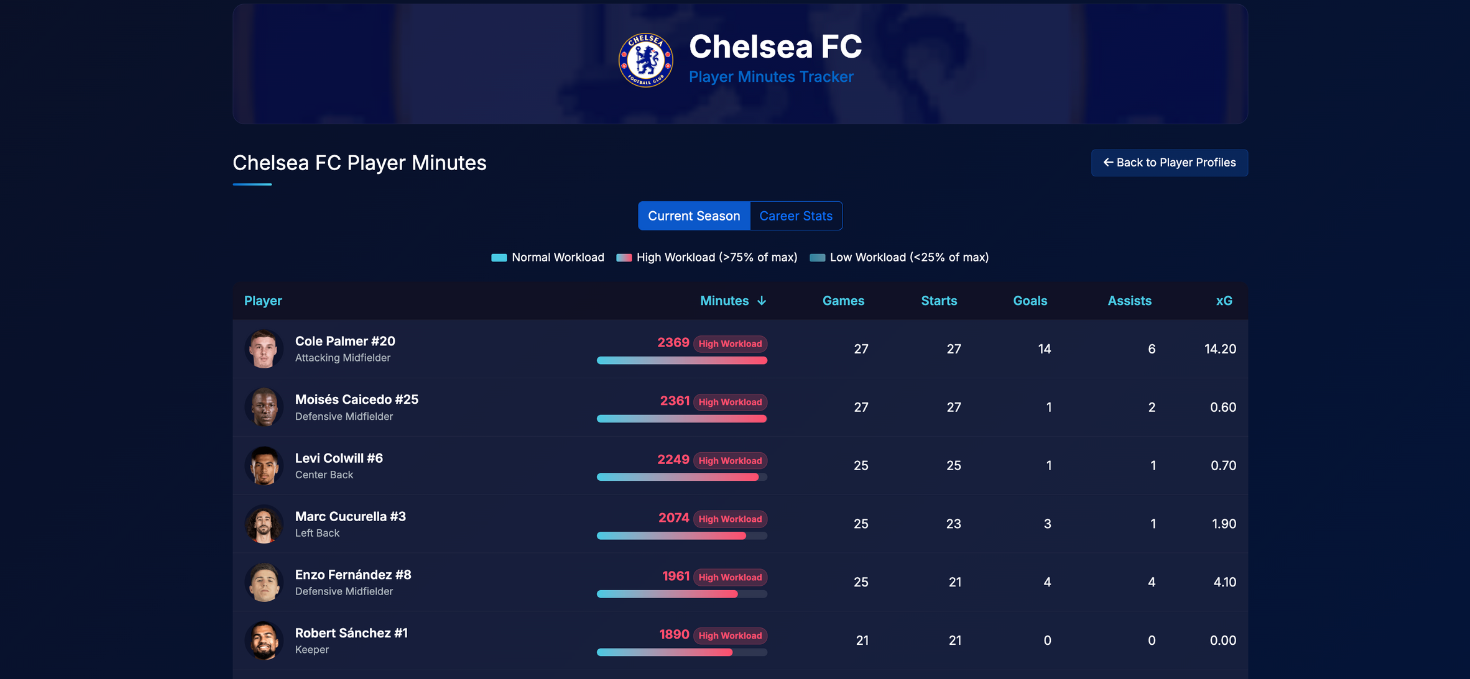 CHELSEA
FOOTBALL CLUB
Chelsea FC
Player Minutes Tracker
Chelsea FC Player Minutes
← Back to Player Profiles
Current Season Career Stats
Normal Workload High Workload (>75% of max) Low Workload (<25% of max)
Player Minutes ↓ Games Starts Goals Assists xG
Cole Palmer #20
Attacking Midfielder
2369 High Workload 27 27 14 6 14.20
Moisés Caicedo #25
Defensive Midfielder
2361 High Workload 27 27 1 2 0.60
Levi Colwill #6
Center Back
2249 High Workload 25 25 1 1 0.70
Marc Cucurella #3
Left Back
2074 High Workload 25 23 3 1 1.90
Enzo Fernández #8
Defensive Midfielder
1961 High Workload 25 21 4 4 4.10
Robert Sánchez #1
Keeper
1890 High Workload 21 21 0 0 0.00